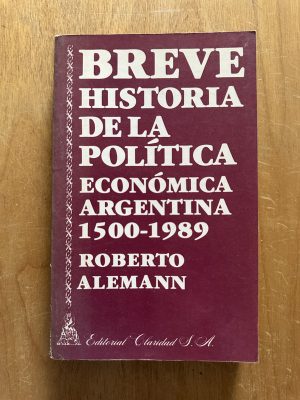 BREVE
HISTORIA
DE LA
POLÍTICA
ECONÓMICA
ARGENTINA
1500-1989
ROBERTO
ALEMANN
Editorial Claridad S.A.